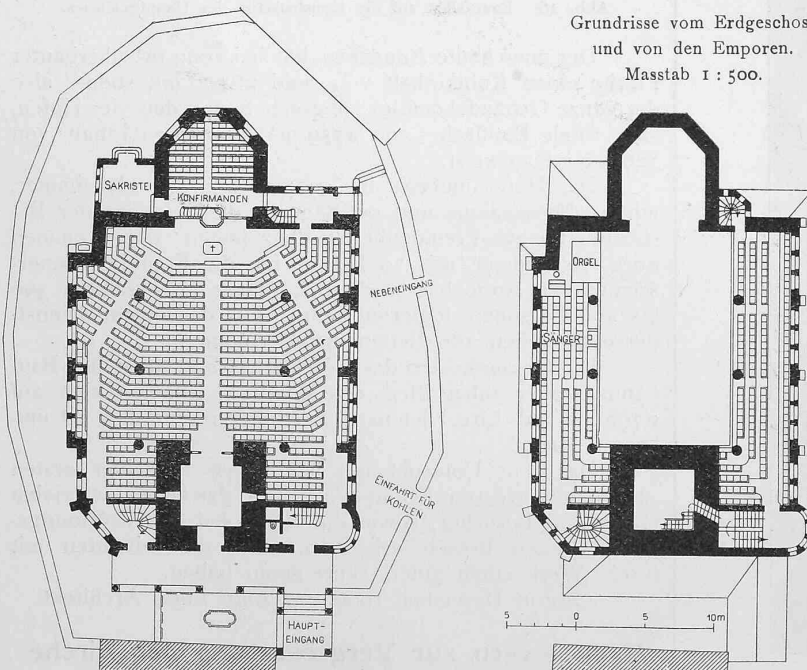 Grundrisse vom Erdgeschos
und von den Emporen.
Masstab 1 : 500.
SAKRISTEI
KONFIRMANDEN
NEBENEINGANG
EINFAHRT FÜR
KOHLEN
HAUPT-
EINGANG
ORGEL
SÄNGER
5 0 5 10m